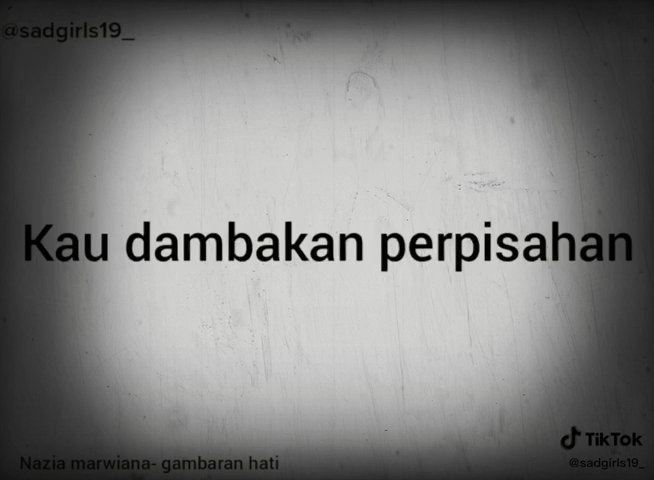 @sadgirls19_
Kau dambakan perpisahan
Nazia marwiana- gambaran hati
TikTok
@sadgirls19_